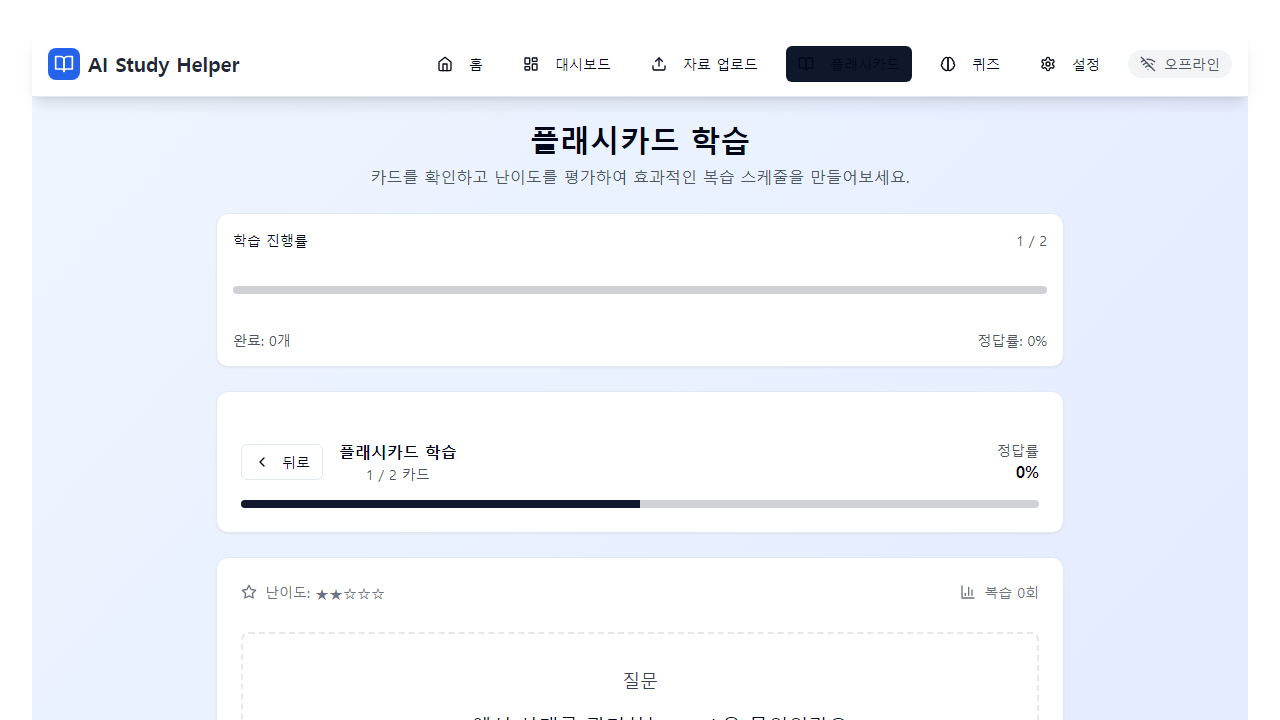 AI Study Helper
홈
대시보드
자료 업로드
플래시카드
퀴즈
설정
오프라인
플래시카드 학습
카드를 확인하고 난이도를 평가하여 효과적인 복습 스케줄을 만들어보세요.
학습 진행률
1 / 2
완료: 0개
정답률: 0%
뒤로
플래시카드 학습
1 / 2 카드
정답률
0%
난이도: ★★☆☆☆
복습 0회
질문